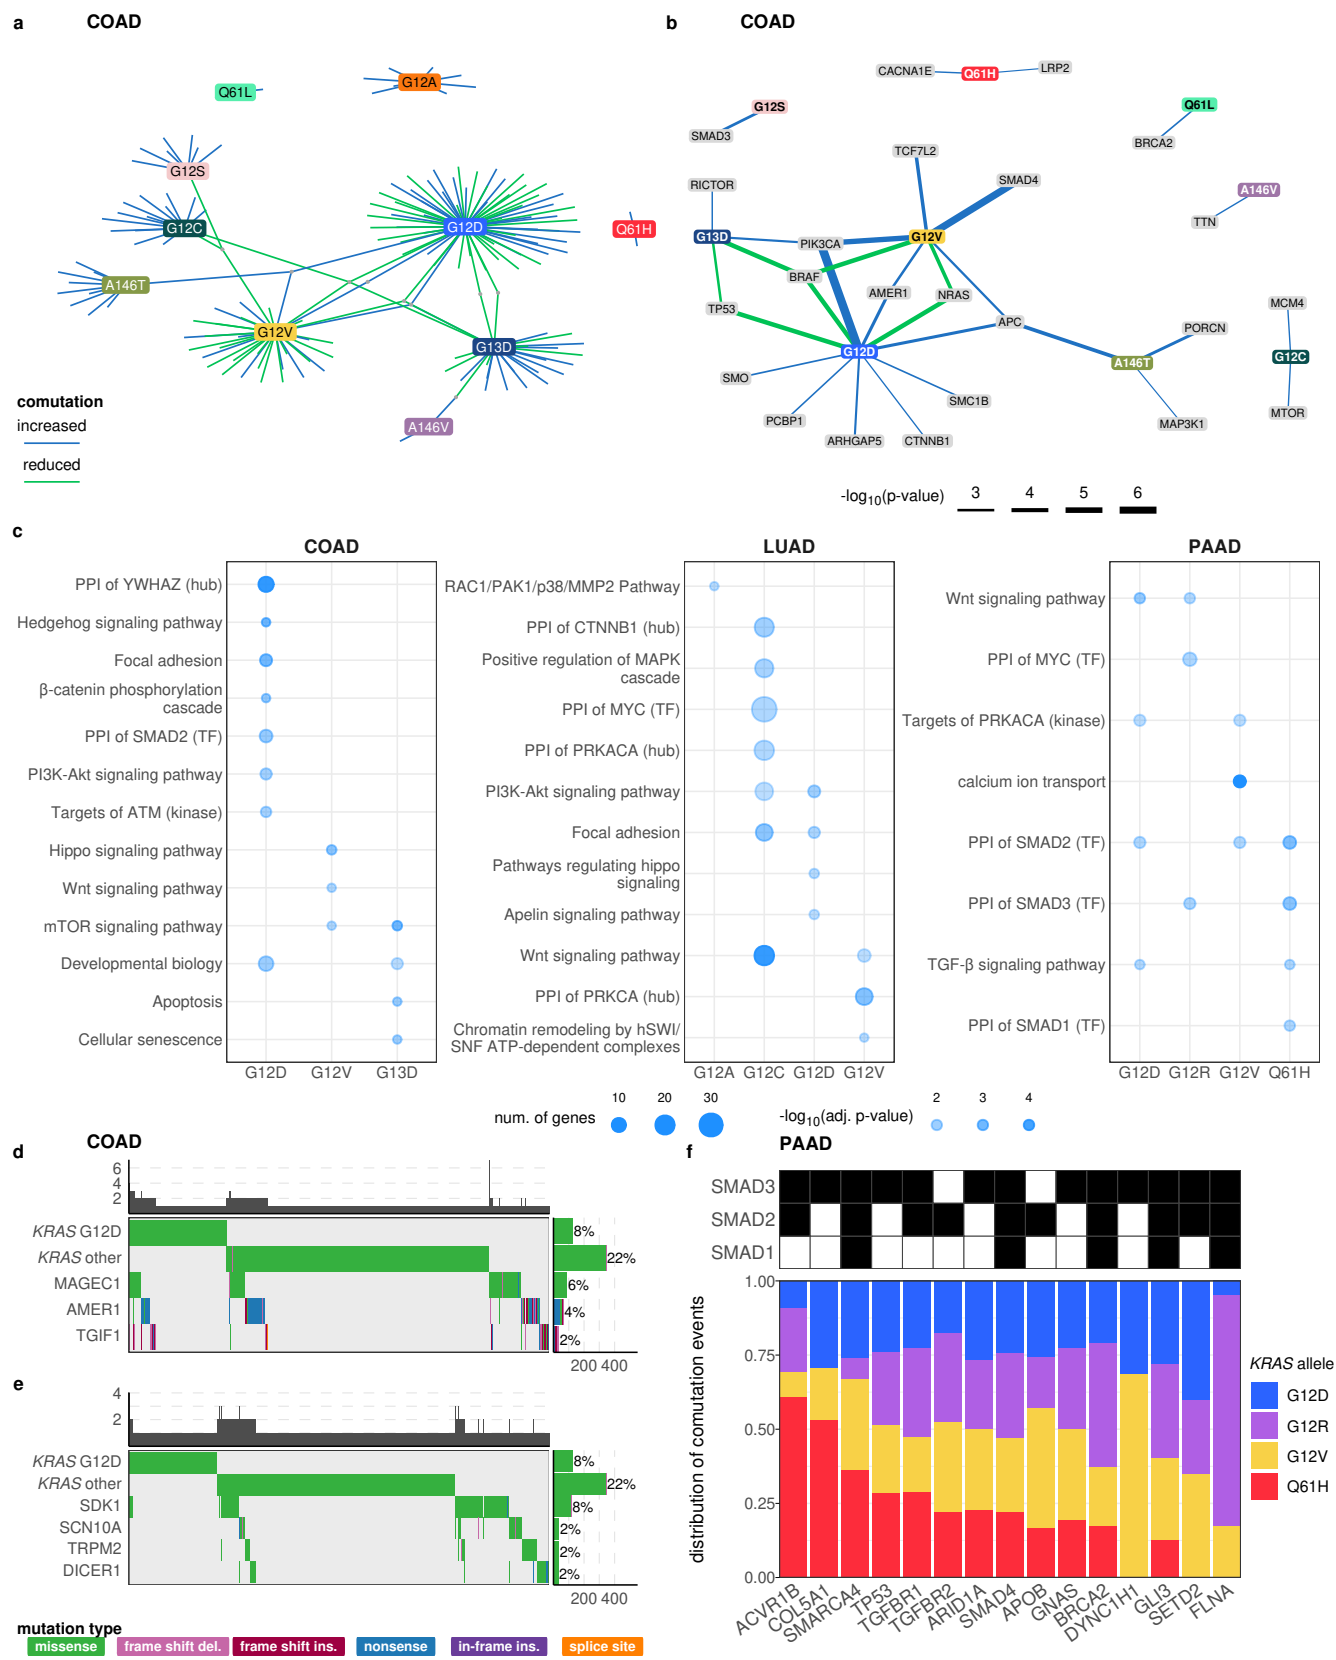 a
COAD
Q61L
G12A
G12S
G12C
G12D
Q61H
A146T
G12V
G13D
A146V
comutation
increased
reduced
b
COAD
CACNA1E
Q61H
LRP2
G12S
SMAD3
Q61L
BRCA2
TCF7L2
SMAD4
RICTOR
A146V
TTN
G13D
PIK3CA
G12V
BRAF
AMER1
NRAS
TP53
APC
MCM4
PORCN
G12D
A146T
G12C
SMO
SMC1B
PCBP1
MAP3K1
MTOR
ARHGAP5
CTNNB1
-log10(p-value)
3
4
5
6
c
COAD
PPI of YWHAZ (hub)
Hedgehog signaling pathway
Focal adhesion
β-catenin phosphorylation
cascade
PPI of SMAD2 (TF)
PI3K-Akt signaling pathway
Targets of ATM (kinase)
Hippo signaling pathway
Wnt signaling pathway
mTOR signaling pathway
Developmental biology
Apoptosis
Cellular senescence
G12D G12V G13D
LUAD
RAC1/PAK1/p38/MMP2 Pathway
PPI of CTNNB1 (hub)
Positive regulation of MAPK
cascade
PPI of MYC (TF)
PPI of PRKACA (hub)
PI3K-Akt signaling pathway
Focal adhesion
Pathways regulating hippo
signaling
Apelin signaling pathway
Wnt signaling pathway
PPI of PRKCA (hub)
Chromatin remodeling by hSWI/
SNF ATP-dependent complexes
G12A G12C G12D G12V
PAAD
Wnt signaling pathway
PPI of MYC (TF)
Targets of PRKACA (kinase)
calcium ion transport
PPI of SMAD2 (TF)
PPI of SMAD3 (TF)
TGF-β signaling pathway
PPI of SMAD1 (TF)
G12D G12R G12V Q61H
num. of genes
10
20
30
-log10(adj. p-value)
2
3
4
d
COAD
6
4
2
KRAS G12D
8%
KRAS other
22%
MAGEC1
6%
AMER1
4%
TGIF1
2%
200 400
e
4
2
KRAS G12D
8%
KRAS other
22%
SDK1
8%
SCN10A
2%
TRPM2
2%
DICER1
2%
200 400
mutation type
missense
frame shift del.
frame shift ins.
nonsense
in-frame ins.
splice site
f
PAAD
SMAD3
SMAD2
SMAD1
distribution of comutation events
1.00
0.75
0.50
0.25
0.00
ACVR1B
COL5A1
SMARCA4
TP53
TGFBR1
TGFBR2
ARID1A
SMAD4
APOB
GNAS
BRCA2
DYNC1H1
GLI3
SETD2
FLNA
KRAS allele
G12D
G12R
G12V
Q61H